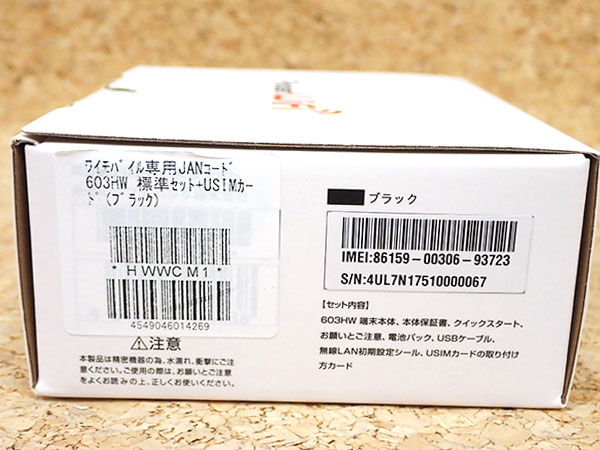 ワイモバイル専用JANコード
603HW 標準セット+USIMカー
ド(ブラック)
* HWWCM1*
4549046014269
⚠注意
本製品は精密機器の為、水濡れ、衝撃にご注
意ください。ご使用の際は、お願いとご注意
をよくお読みの上、正しくお使いください。
ブラック
IMEI:86159-00306-93723
S/N:4UL7N17510000067
【セット内容】
603HW 端末本体、本体保証書、クイックスタート、
お願いとご注意、電池パック、USBケーブル、
無線LAN初期設定シール、USIMカードの取り付け
方カード